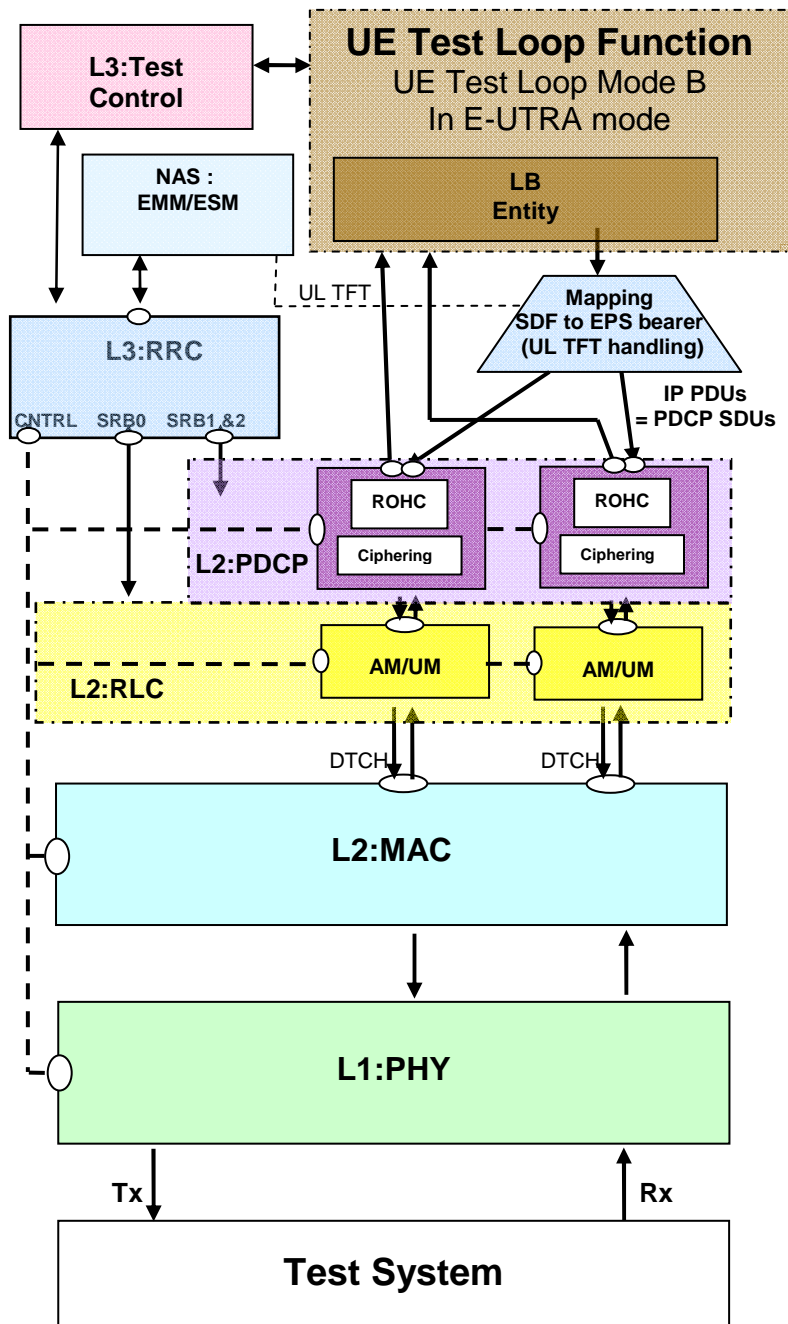 UE Test Loop Function
UE Test Loop Mode B
In E-UTRA mode
L3:Test
Control
LB
Entity
NAS :
EMM/ESM
UL TFT
Mapping
SDF to EPS bearer
(UL TFT handling)
L3:RRC
CNTRL SRB0 SRB1 &2
IP PDUs
= PDCP SDUs
ROHC
Ciphering
ROHC
Ciphering
L2:PDCP
AM/UM
AM/UM
L2:RLC
DTCH
DTCH
L2:MAC
L1:PHY
Tx
Rx
Test System